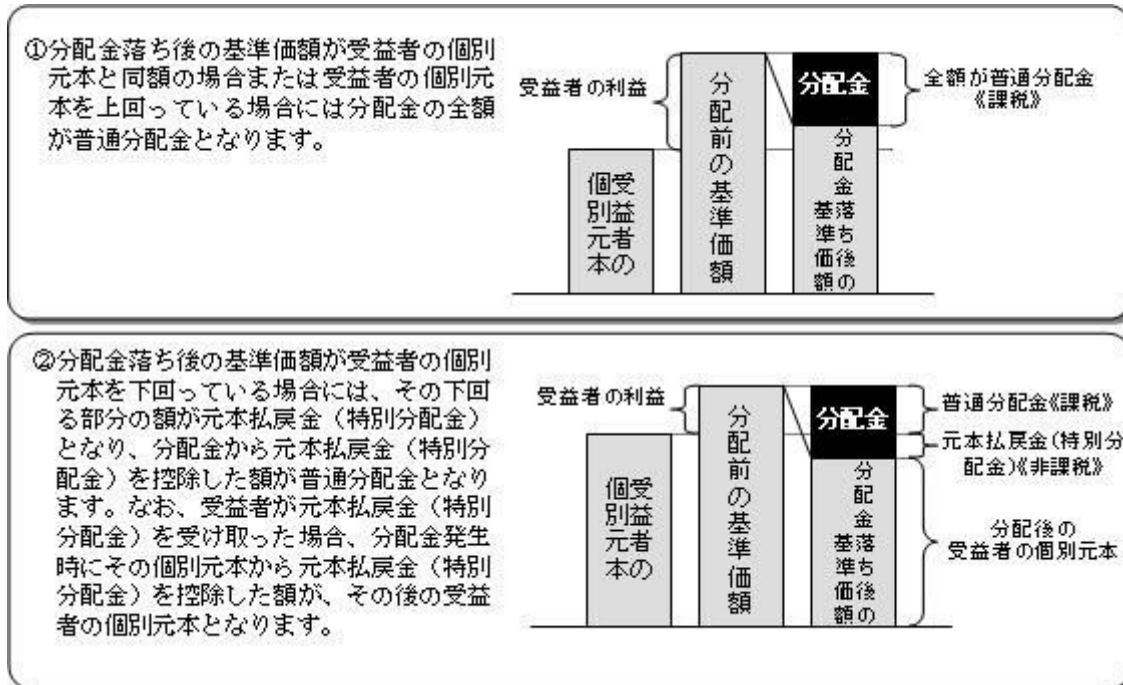 ①分配金落ち後の基準価額が受益者の個別
元本と同額の場合または受益者の個別元
本を上回っている場合には分配金の全額
が普通分配金となります。
受益者の利益
受益者の
個別元本
分配前の基準価額
分配金
分配金落ち後の
基準価額
全額が普通分配金
《課税》
②分配金落ち後の基準価額が受益者の個別
元本を下回っている場合には、その下回
る部分の額が元本払戻金（特別分配金）
となり、分配金から元本払戻金（特別分
配金）を控除した額が普通分配金となり
ます。なお、受益者が元本払戻金（特別
分配金）を受け取った場合、分配金発生
時にその個別元本から元本払戻金（特別
分配金）を控除した額が、その後の受益
者の個別元本となります。
受益者の利益
受益者の
個別元本
分配前の基準価額
分配金
分配金落ち後の
基準価額
普通分配金《課税》
元本払戻金(特別分
配金)《非課税》
分配後の
受益者の個別元本